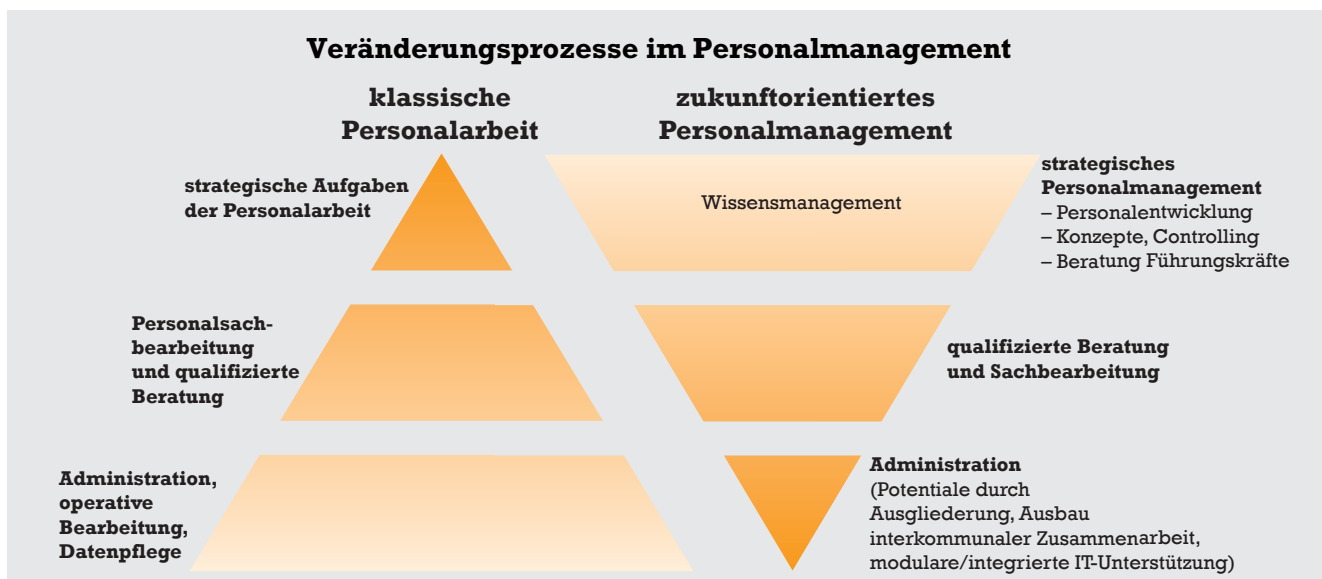 Veränderungsprozesse im Personalmanagement
klassische
Personalarbeit
zukunftorientiertes
Personalmanagement
strategische Aufgaben
der Personalarbeit
Wissensmanagement
strategisches
Personalmanagement
– Personalentwicklung
– Konzepte, Controlling
– Beratung Führungskräfte
Personalsach-
bearbeitung
und qualifizierte
Beratung
qualifizierte Beratung
und Sachbearbeitung
Administration,
operative
Bearbeitung,
Datenpflege
Administration
(Potentiale durch
Ausgliederung, Ausbau
interkommunaler Zusammenarbeit,
modulare/integrierte IT-Unterstützung)